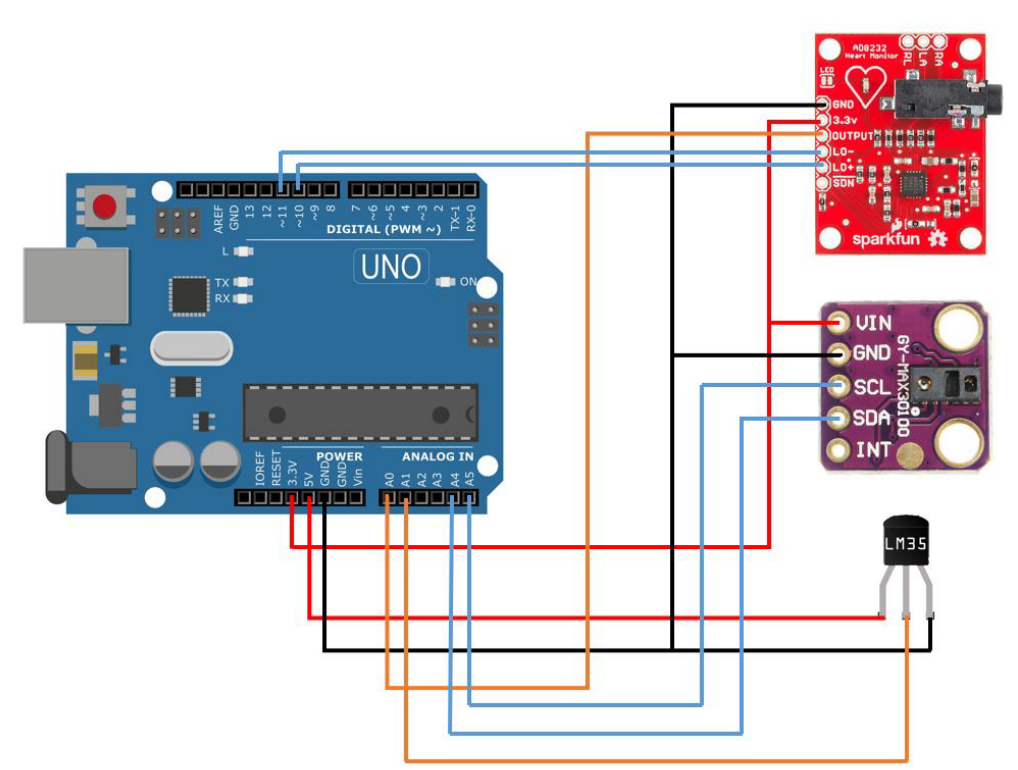 AD8232
Heart Monitor
RL
LA
RA
LED
GND
3.3v
OUTPUT
LO-
LO+
SDN
sparkfun
AREF
GND
13
12
~11
~10
~9
8
7
~6
~5
4
~3
2
TX-1
RX-0
DIGITAL (PWM ~)
L
TX
RX
UNO
ON
VIN
GND
SCL
SDA
INT
GY-MAX30100
POWER
ANALOG IN
IOREF
RESET
3.3V
5V
GND
GND
Vin
A0
A1
A2
A3
A4
A5
LM35